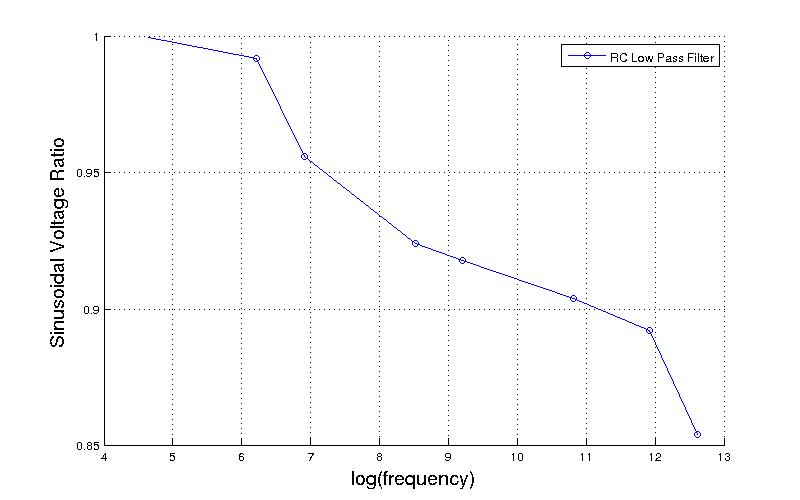 RC Low Pass Filter
Sinusoidal Voltage Ratio
1
0.95
0.9
0.85
4 5 6 7 8 9 10 11 12 13
log(frequency)